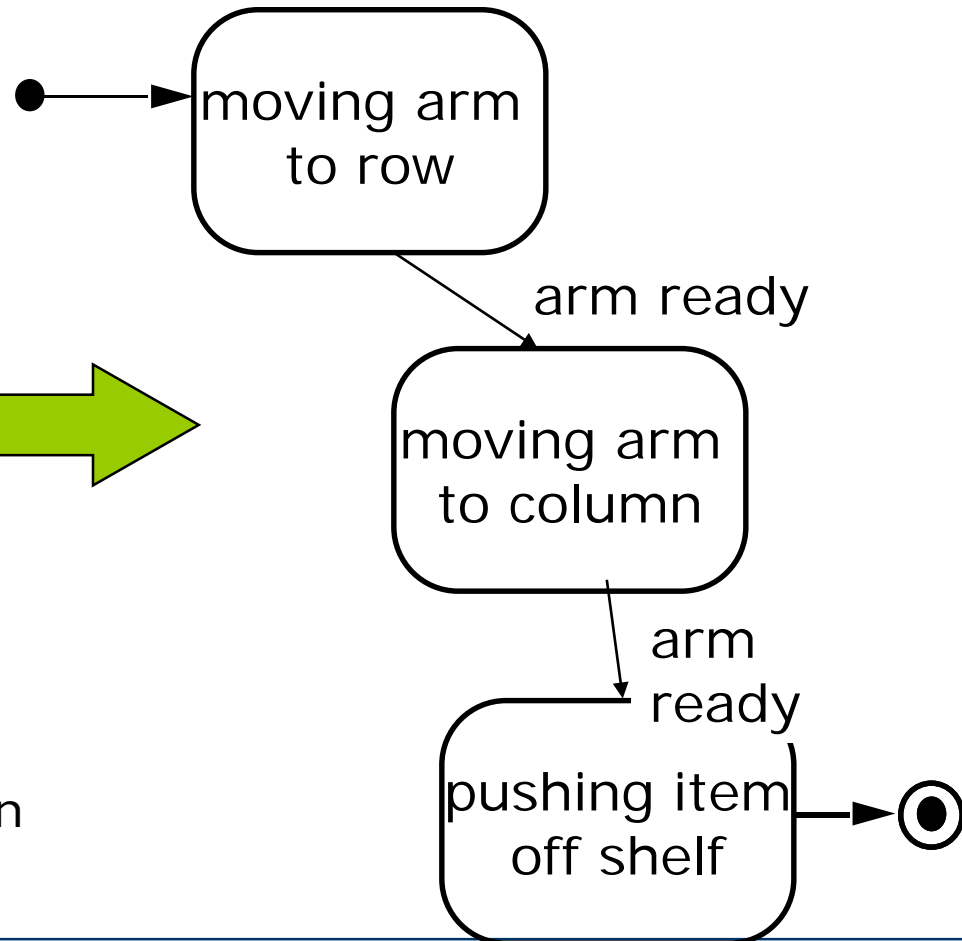 moving arm
to row
arm ready
moving arm
to column
arm
ready
pushing item
off shelf
n